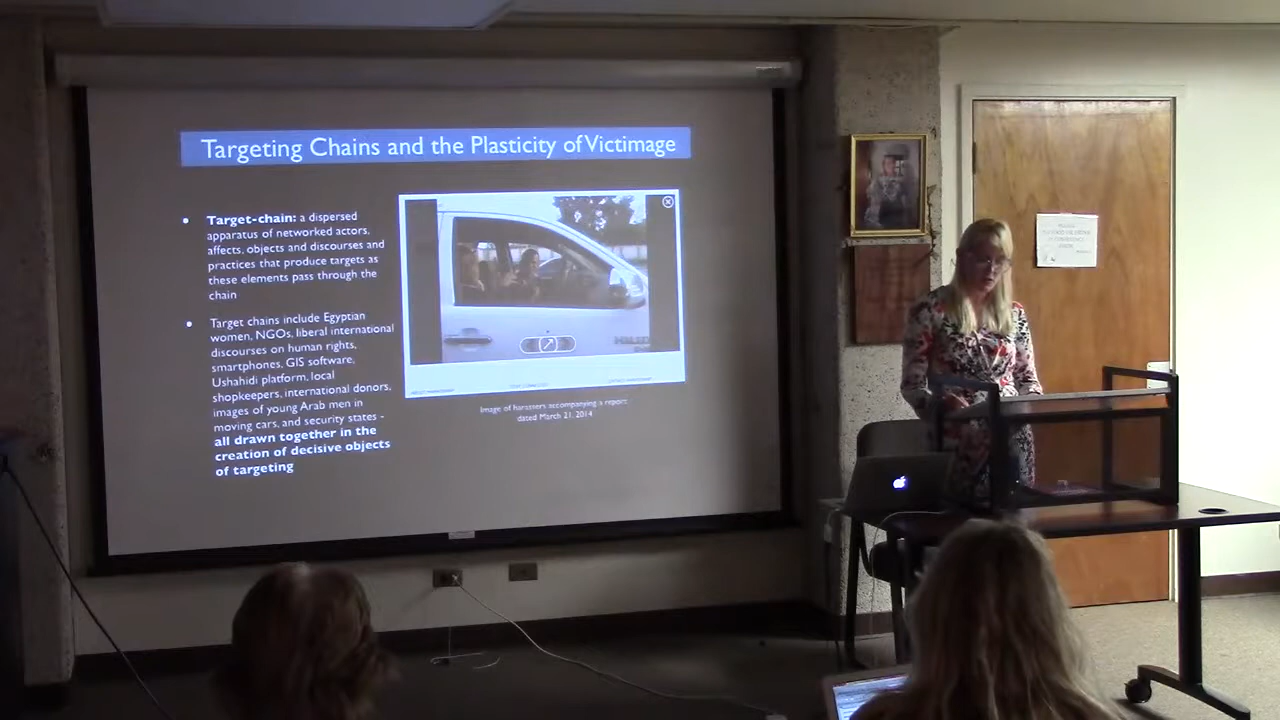 Targeting Chains and the Plasticity of Victimage
• Target-chain: a dispersed
apparatus of networked actors,
affects, objects and discourses and
practices that produce targets as
these elements pass through the
chain
• Target chains include Egyptian
women, NGOs, liberal international
discourses on human rights,
smartphones, GIS software,
Ushahidi platform, local
shopkeepers, international donors,
images of young Arab men in
moving cars, and security states -
all drawn together in the
creation of decisive objects
of targeting
Image of harassers accompanying a report
dated March 21, 2014